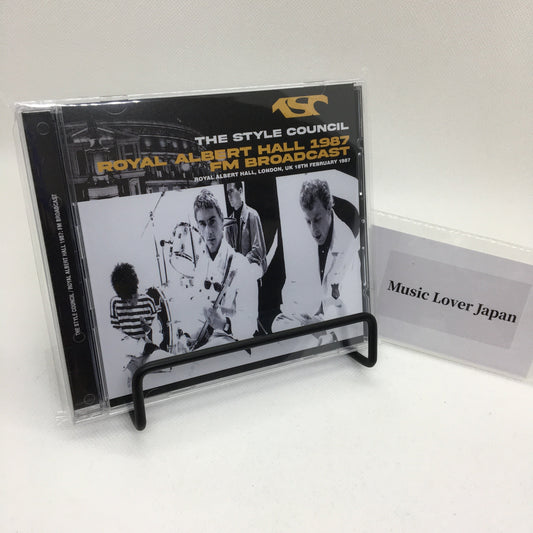 TSC
THE STYLE COUNCIL
ROYAL ALBERT HALL 1987
FM BROADCAST
ROYAL ALBERT HALL, LONDON, UK 18TH FEBRUARY 1987
THE STYLE COUNCIL / ROYAL ALBERT HALL 1987: FM BROADCAST
Music Lover Japan